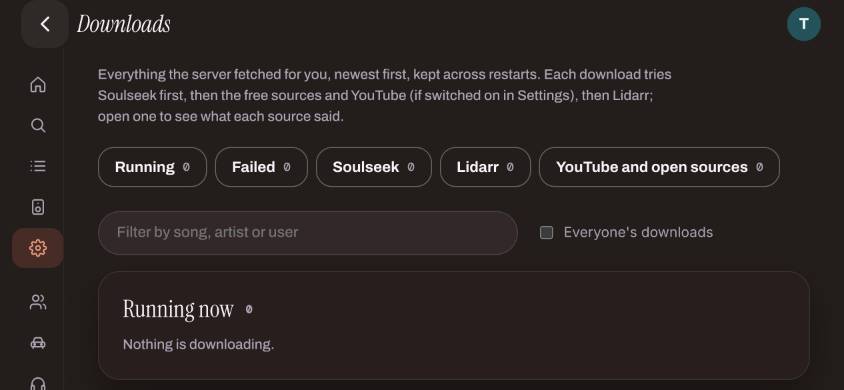 Downloads
T
Everything the server fetched for you, newest first, kept across restarts. Each download tries
Soulseek first, then the free sources and YouTube (if switched on in Settings), then Lidarr;
open one to see what each source said.
Running 0 Failed 0 Soulseek 0 Lidarr 0 YouTube and open sources 0
Filter by song, artist or user
Everyone's downloads
Running now 0
Nothing is downloading.